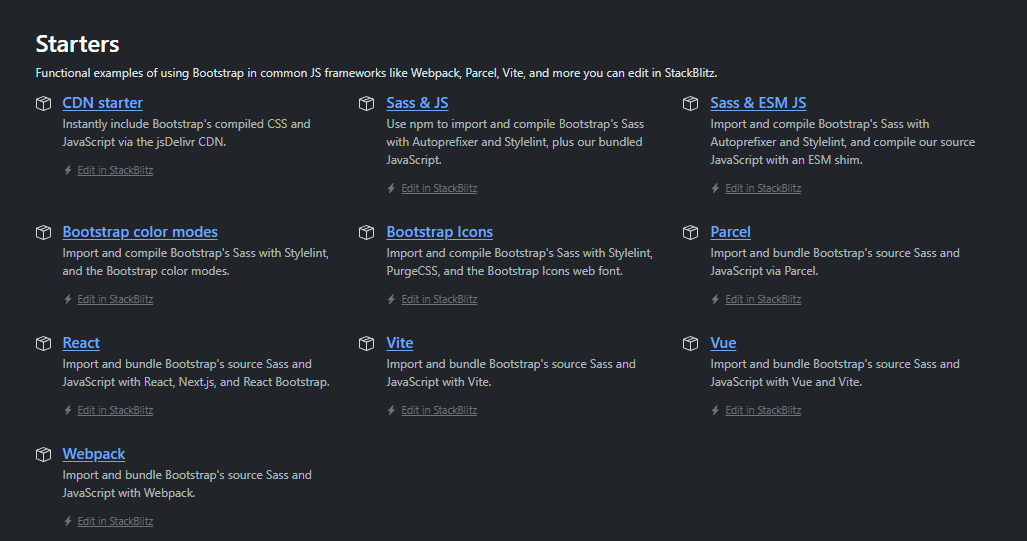 Starters
Functional examples of using Bootstrap in common JS frameworks like Webpack, Parcel, Vite, and more you can edit in StackBlitz.
CDN starter
Instantly include Bootstrap's compiled CSS and
JavaScript via the jsDelivr CDN.
Edit in StackBlitz
Sass & JS
Use npm to import and compile Bootstrap's Sass
with Autoprefixer and Stylelint, plus our bundled
JavaScript.
Edit in StackBlitz
Sass & ESM JS
Import and compile Bootstrap's Sass with
Autoprefixer and Stylelint, and compile our source
JavaScript with an ESM shim.
Edit in StackBlitz
Bootstrap color modes
Import and compile Bootstrap's Sass with Stylelint,
and the Bootstrap color modes.
Edit in StackBlitz
Bootstrap Icons
Import and compile Bootstrap's Sass with Stylelint,
PurgeCSS, and the Bootstrap Icons web font.
Edit in StackBlitz
Parcel
Import and bundle Bootstrap's source Sass and
JavaScript via Parcel.
Edit in StackBlitz
React
Import and bundle Bootstrap's source Sass and
JavaScript with React, Next.js, and React Bootstrap.
Edit in StackBlitz
Vite
Import and bundle Bootstrap's source Sass and
JavaScript with Vite.
Edit in StackBlitz
Vue
Import and bundle Bootstrap's source Sass and
JavaScript with Vue and Vite.
Edit in StackBlitz
Webpack
Import and bundle Bootstrap's source Sass and
JavaScript with Webpack.
Edit in StackBlitz